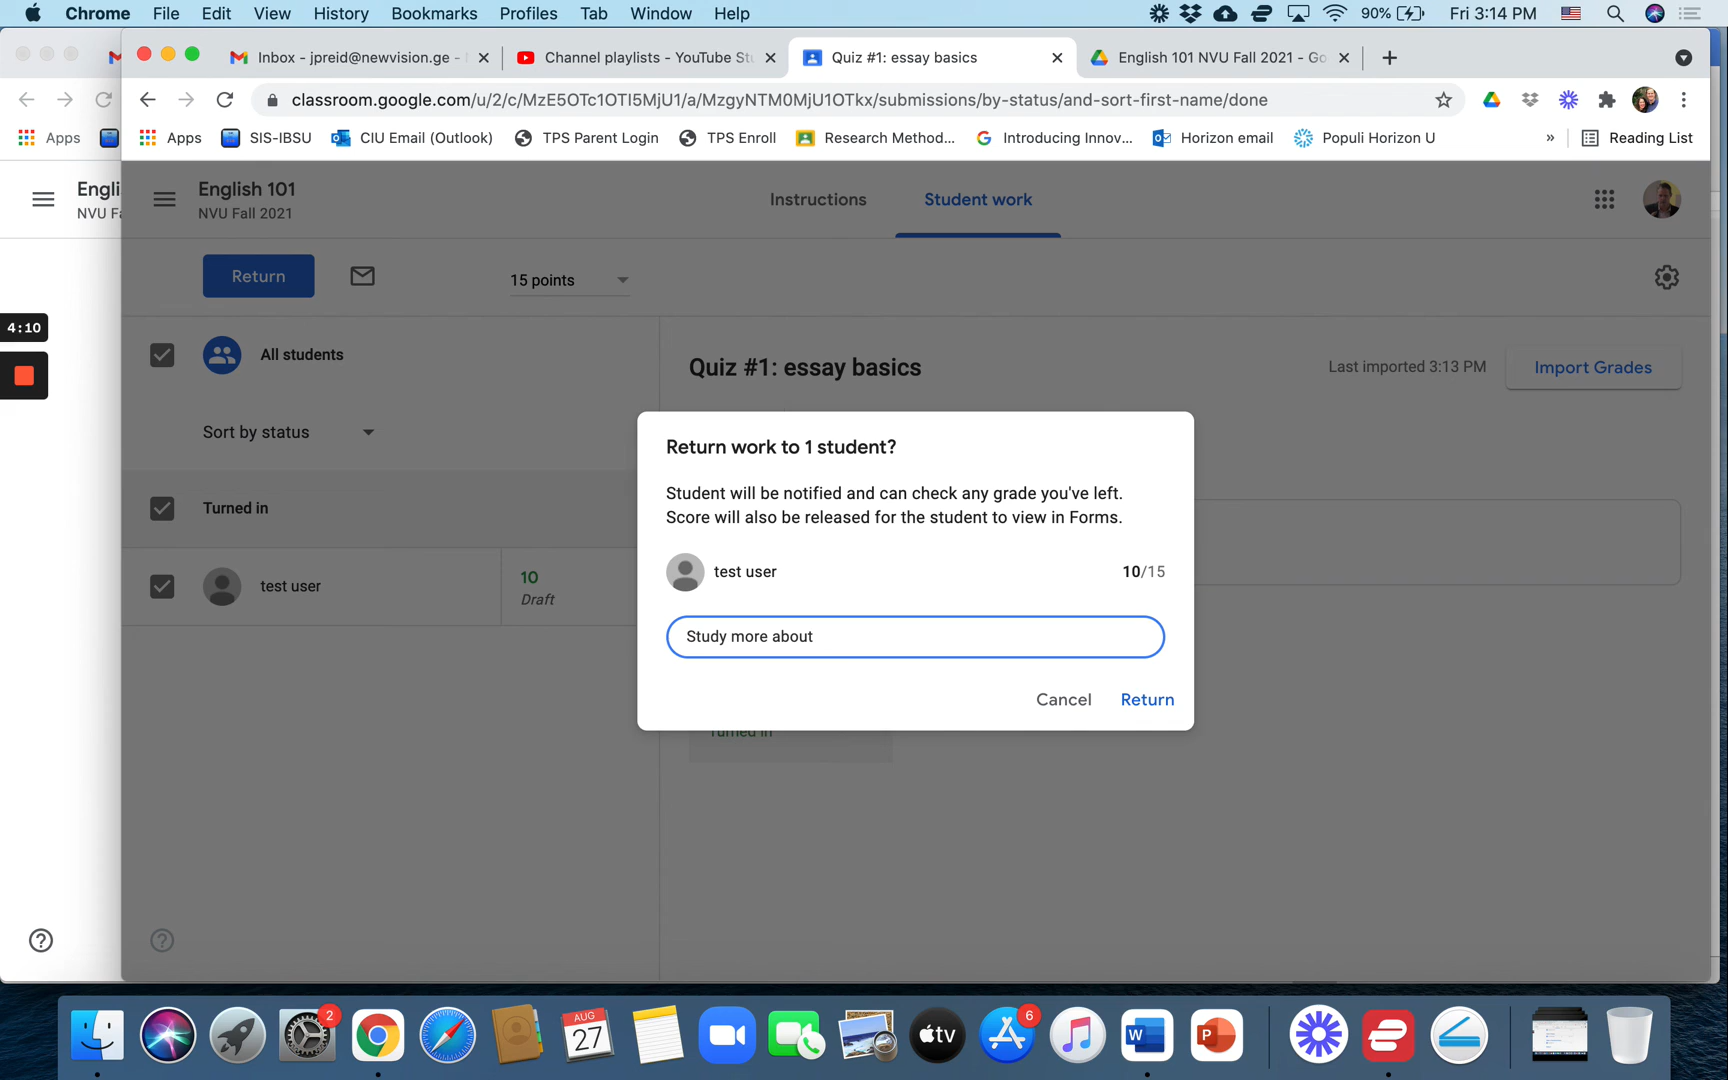 Chrome File Edit View History Bookmarks Profiles Tab Window Help 90% Fri 3:14 PM
Inbox - jpreid@newvision.ge - Channel playlists - YouTube Stu Quiz #1: essay basics English 101 NVU Fall 2021 - Go
classroom.google.com/u/2/c/MzE5OTc1OTI5MjU1/a/MzgyNTM0MjU1OTkx/submissions/by-status/and-sort-first-name/done
Apps Apps SIS-IBSU CIU Email (Outlook) TPS Parent Login TPS Enroll Research Method... Introducing Innov... Horizon email Populi Horizon U » Reading List
Engli English 101 Instructions Student work
NVU Fa NVU Fall 2021
Return 15 points
4:10
All students
Quiz #1: essay basics Last imported 3:13 PM Import Grades
Sort by status
Return work to 1 student?
Student will be notified and can check any grade you've left.
Score will also be released for the student to view in Forms.
Turned in
test user 10/15
test user 10
Draft
Study more about
Cancel Return
Turned in
2 AUG 27 tv 6 W P